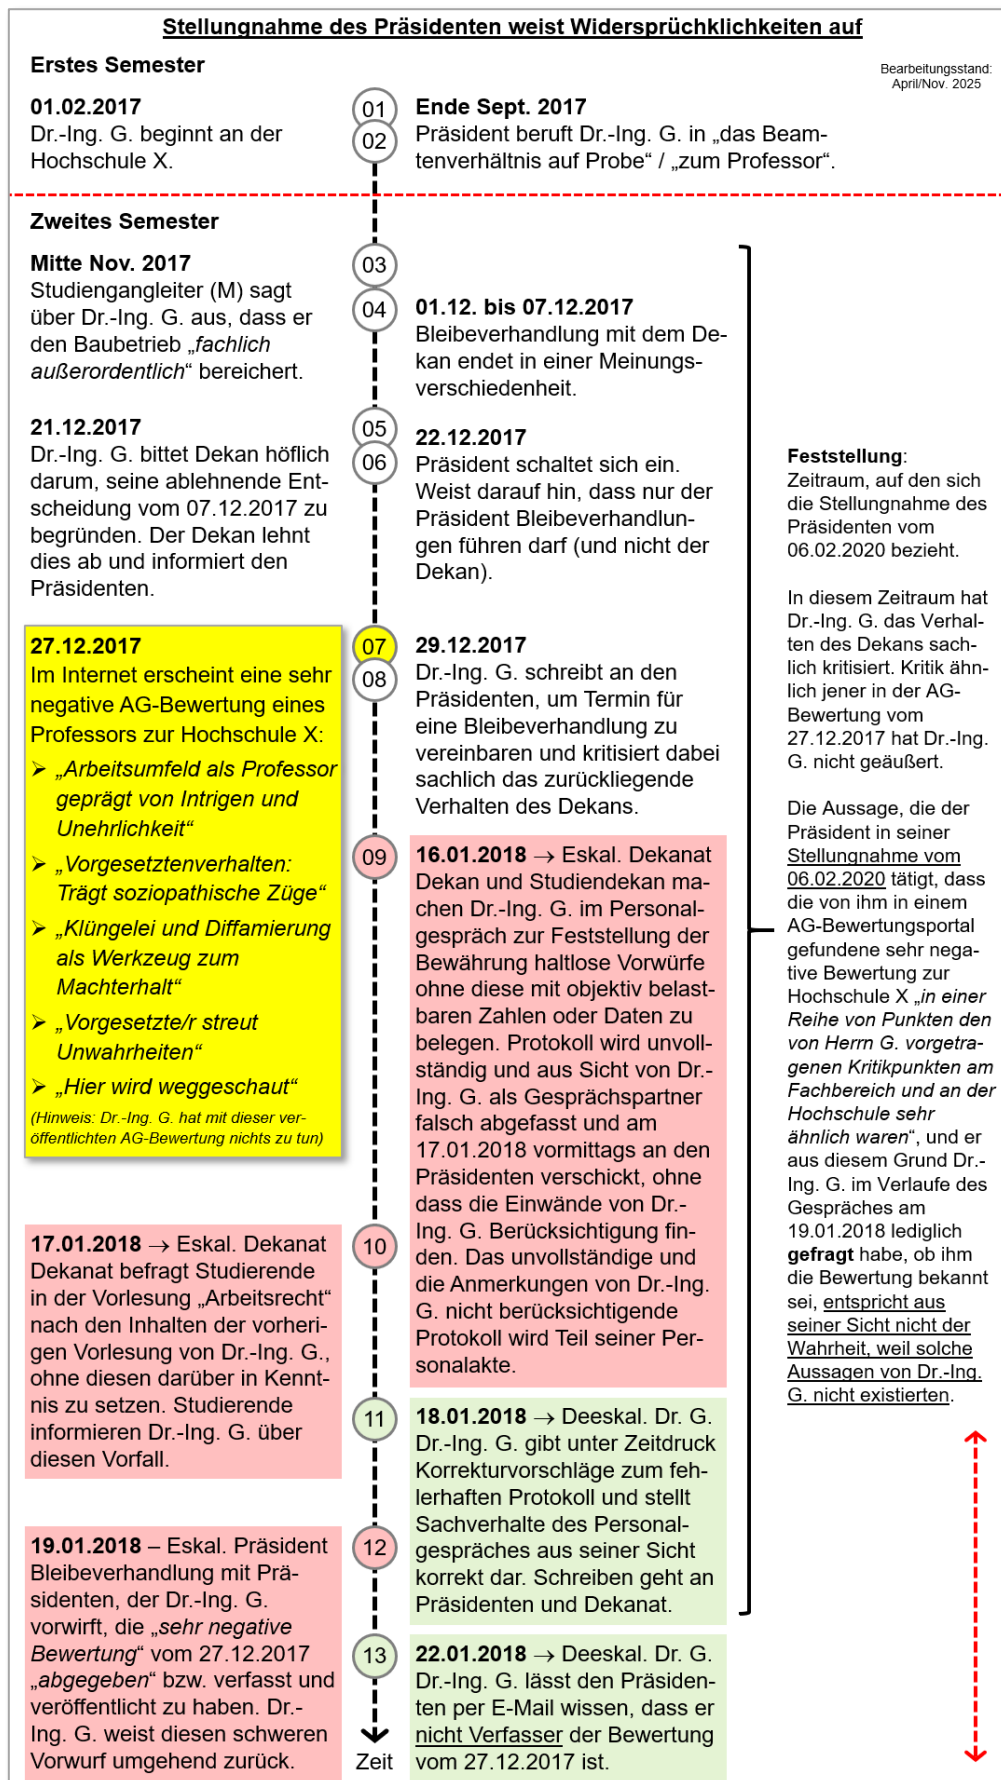 Stellungnahme des Präsidenten weist Widersprüchklichkeiten auf
Erstes Semester
Bearbeitungsstand:
April/Nov. 2025
01.02.2017
Dr.-Ing. G. beginnt an der
Hochschule X.
01
02
Ende Sept. 2017
Präsident beruft Dr.-Ing. G. in „das Beam-
tenverhältnis auf Probe“ / „zum Professor“.
Zweites Semester
Mitte Nov. 2017
Studiengangleiter (M) sagt
über Dr.-Ing. G. aus, dass er
den Baubetrieb „fachlich
außerordentlich“ bereichert.
03
04
01.12. bis 07.12.2017
Bleibeverhandlung mit dem De-
kan endet in einer Meinungs-
verschiedenheit.
21.12.2017
Dr.-Ing. G. bittet Dekan höflich
darum, seine ablehnende Ent-
scheidung vom 07.12.2017 zu
begründen. Der Dekan lehnt
dies ab und informiert den
Präsidenten.
05
06
22.12.2017
Präsident schaltet sich ein.
Weist darauf hin, dass nur der
Präsident Bleibeverhandlun-
gen führen darf (und nicht der
Dekan).
27.12.2017
Im Internet erscheint eine sehr
negative AG-Bewertung eines
Professors zur Hochschule X:
➢ „Arbeitsumfeld als Professor
geprägt von Intrigen und
Unehrlichkeit“
➢ „Vorgesetztenverhalten:
Trägt soziopathische Züge“
➢ „Klüngelei und Diffamierung
als Werkzeug zum
Machterhalt“
➢ „Vorgesetzte/r streut
Unwahrheiten“
➢ „Hier wird weggeschaut“
(Hinweis: Dr.-Ing. G. hat mit dieser ver-
öffentlichten AG-Bewertung nichts zu tun)
07
08
29.12.2017
Dr.-Ing. G. schreibt an den
Präsidenten, um Termin für
eine Bleibeverhandlung zu
vereinbaren und kritisiert dabei
sachlich das zurückliegende
Verhalten des Dekans.
09
16.01.2018 → Eskal. Dekanat
Dekan und Studiendekan ma-
chen Dr.-Ing. G. im Personal-
gespräch zur Feststellung der
Bewährung haltlose Vorwürfe
ohne diese mit objektiv belast-
baren Zahlen oder Daten zu
belegen. Protokoll wird unvoll-
ständig und aus Sicht von Dr.-
Ing. G. als Gesprächspartner
falsch abgefasst und am
17.01.2018 vormittags an den
Präsidenten verschickt, ohne
dass die Einwände von Dr.-
Ing. G. Berücksichtigung fin-
den. Das unvollständige und
die Anmerkungen von Dr.-Ing.
G. nicht berücksichtigende
Protokoll wird Teil seiner Per-
sonalakte.
17.01.2018 → Eskal. Dekanat
Dekanat befragt Studierende
in der Vorlesung „Arbeitsrecht“
nach den Inhalten der vorheri-
gen Vorlesung von Dr.-Ing. G.,
ohne diesen darüber in Kennt-
nis zu setzen. Studierende
informieren Dr.-Ing. G. über
diesen Vorfall.
10
11
18.01.2018 → Deeskal. Dr. G.
Dr.-Ing. G. gibt unter Zeitdruck
Korrekturvorschläge zum feh-
lerhaften Protokoll und stellt
Sachverhalte des Personal-
gespräches aus seiner Sicht
korrekt dar. Schreiben geht an
Präsidenten und Dekanat.
19.01.2018 – Eskal. Präsident
Bleibeverhandlung mit Prä-
sidenten, der Dr.-Ing. G.
vorwirft, die „sehr negative
Bewertung“ vom 27.12.2017
„abgegeben“ bzw. verfasst und
veröffentlicht zu haben. Dr.-
Ing. G. weist diesen schweren
Vorwurf umgehend zurück.
12
13
Zeit
22.01.2018 → Deeskal. Dr. G.
Dr.-Ing. G. lässt den Präsiden-
ten per E-Mail wissen, dass er
nicht Verfasser der Bewertung
vom 27.12.2017 ist.
Feststellung:
Zeitraum, auf den sich
die Stellungnahme des
Präsidenten vom
06.02.2020 bezieht.
In diesem Zeitraum hat
Dr.-Ing. G. das Verhal-
ten des Dekans sach-
lich kritisiert. Kritik ähn-
lich jener in der AG-
Bewertung vom
27.12.2017 hat Dr.-Ing.
G. nicht geäußert.
Die Aussage, die der
Präsident in seiner
Stellungnahme vom
06.02.2020 tätigt, dass
die von ihm in einem
AG-Bewertungsportal
gefundene sehr nega-
tive Bewertung zur
Hochschule X „in einer
Reihe von Punkten den
von Herrn G. vorgetra-
genen Kritikpunkten am
Fachbereich und an der
Hochschule sehr
ähnlich waren“, und er
aus diesem Grund Dr.-
Ing. G. im Verlaufe des
Gespräches am
19.01.2018 lediglich
gefragt habe, ob ihm
die Bewertung bekannt
sei, entspricht aus
seiner Sicht nicht der
Wahrheit, weil solche
Aussagen von Dr.-Ing.
G. nicht existierten.